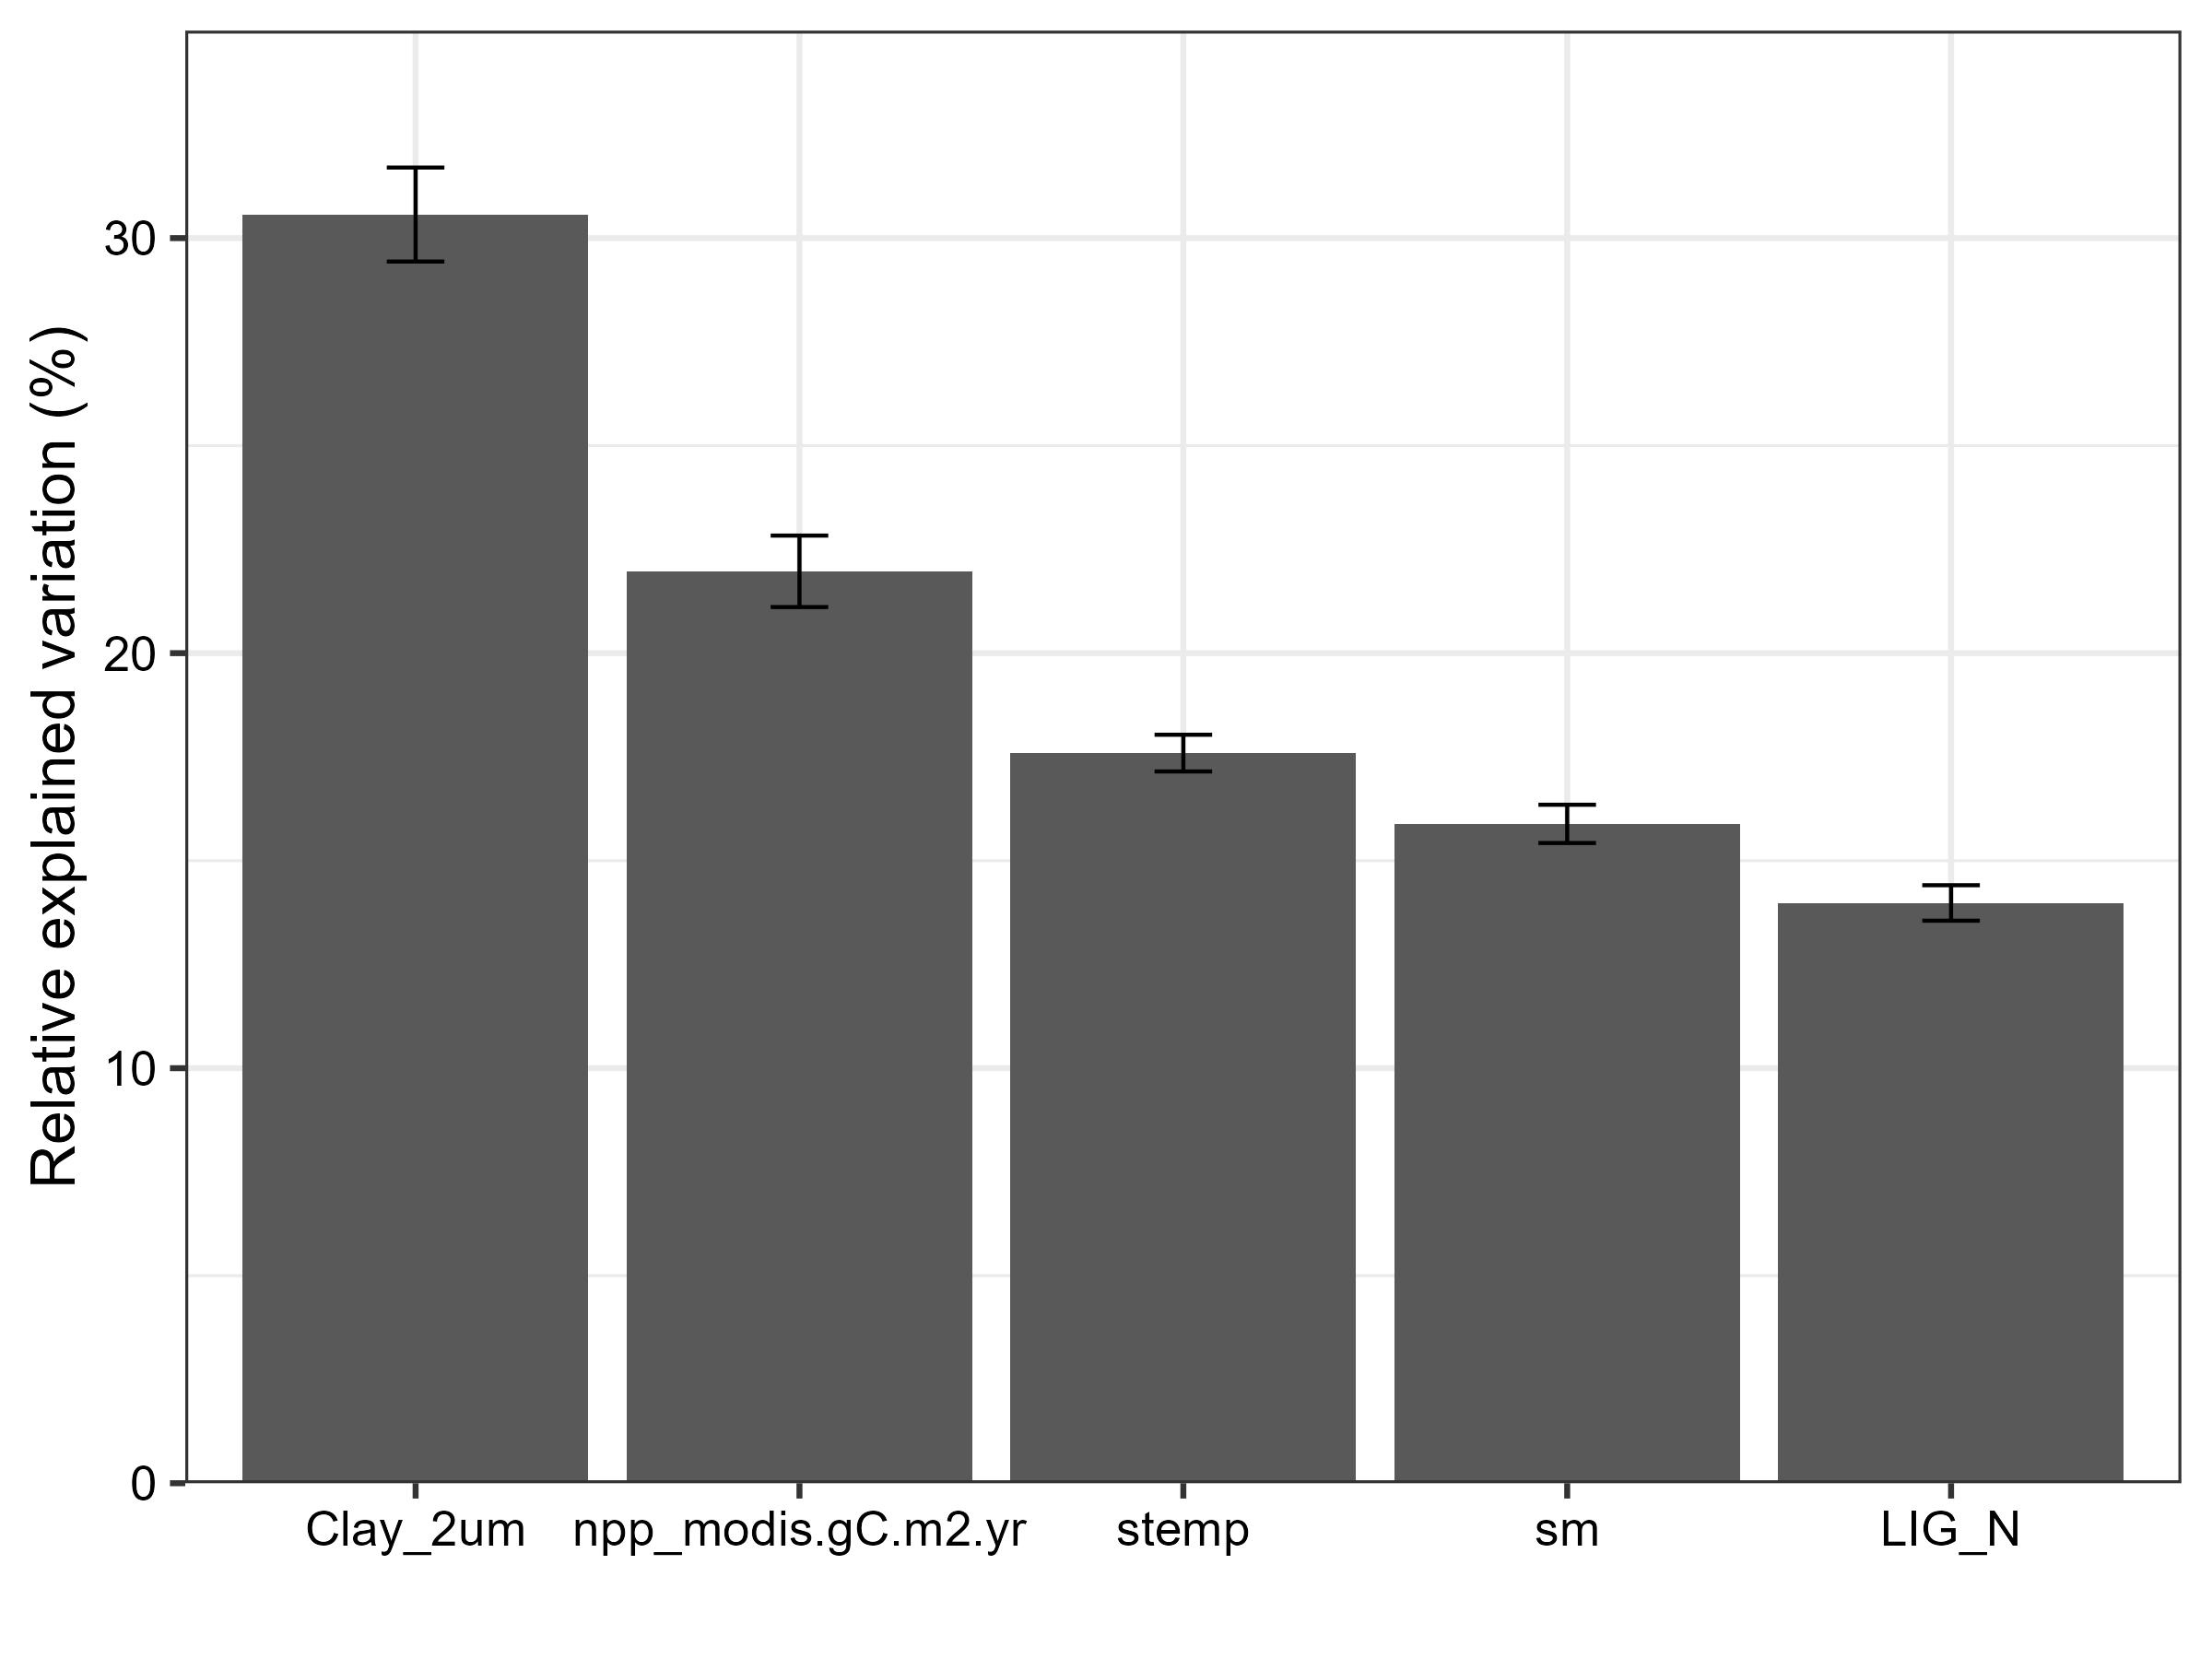 Relative explained variation (%)
30
20
10
0
Clay_2um npp_modis.gC.m2.yr stemp sm LIG_N